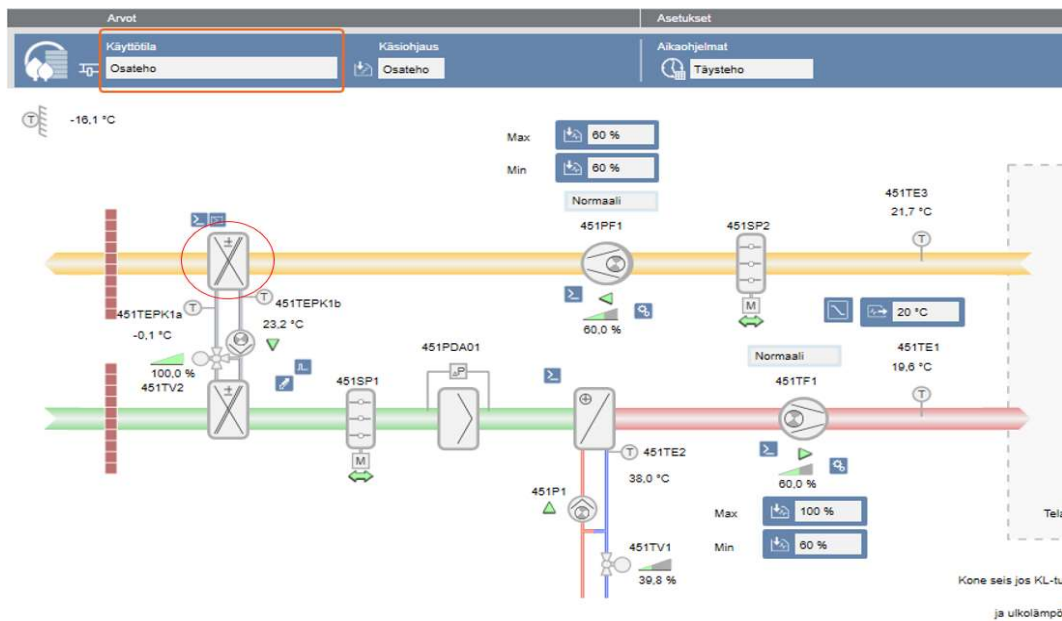 Arvot
Asetukset
Käyttötila
Käsiohjaus
Aikaohjelmat
Osateho
Osateho
Täysteho
T
-16,1 °C
Max
60 %
Min
60 %
Normaali
451PF1
451SP2
451TE3
21,7 °C
T
±
T
451TEPK1b
451TEPK1a
T
23,2 °C
-0,1 °C
M
60,0 %
20 °C
451PDA01
Normaali
451TE1
100,0 %
451TV2
451SP1
ΔP
451TF1
19,6 °C
T
±
M
T
451TE2
38,0 °C
60,0 %
451P1
Max
100 %
Min
60 %
Tela
451TV1
39,8 %
Kone seis jos KL-tu
ja ulkolämpö